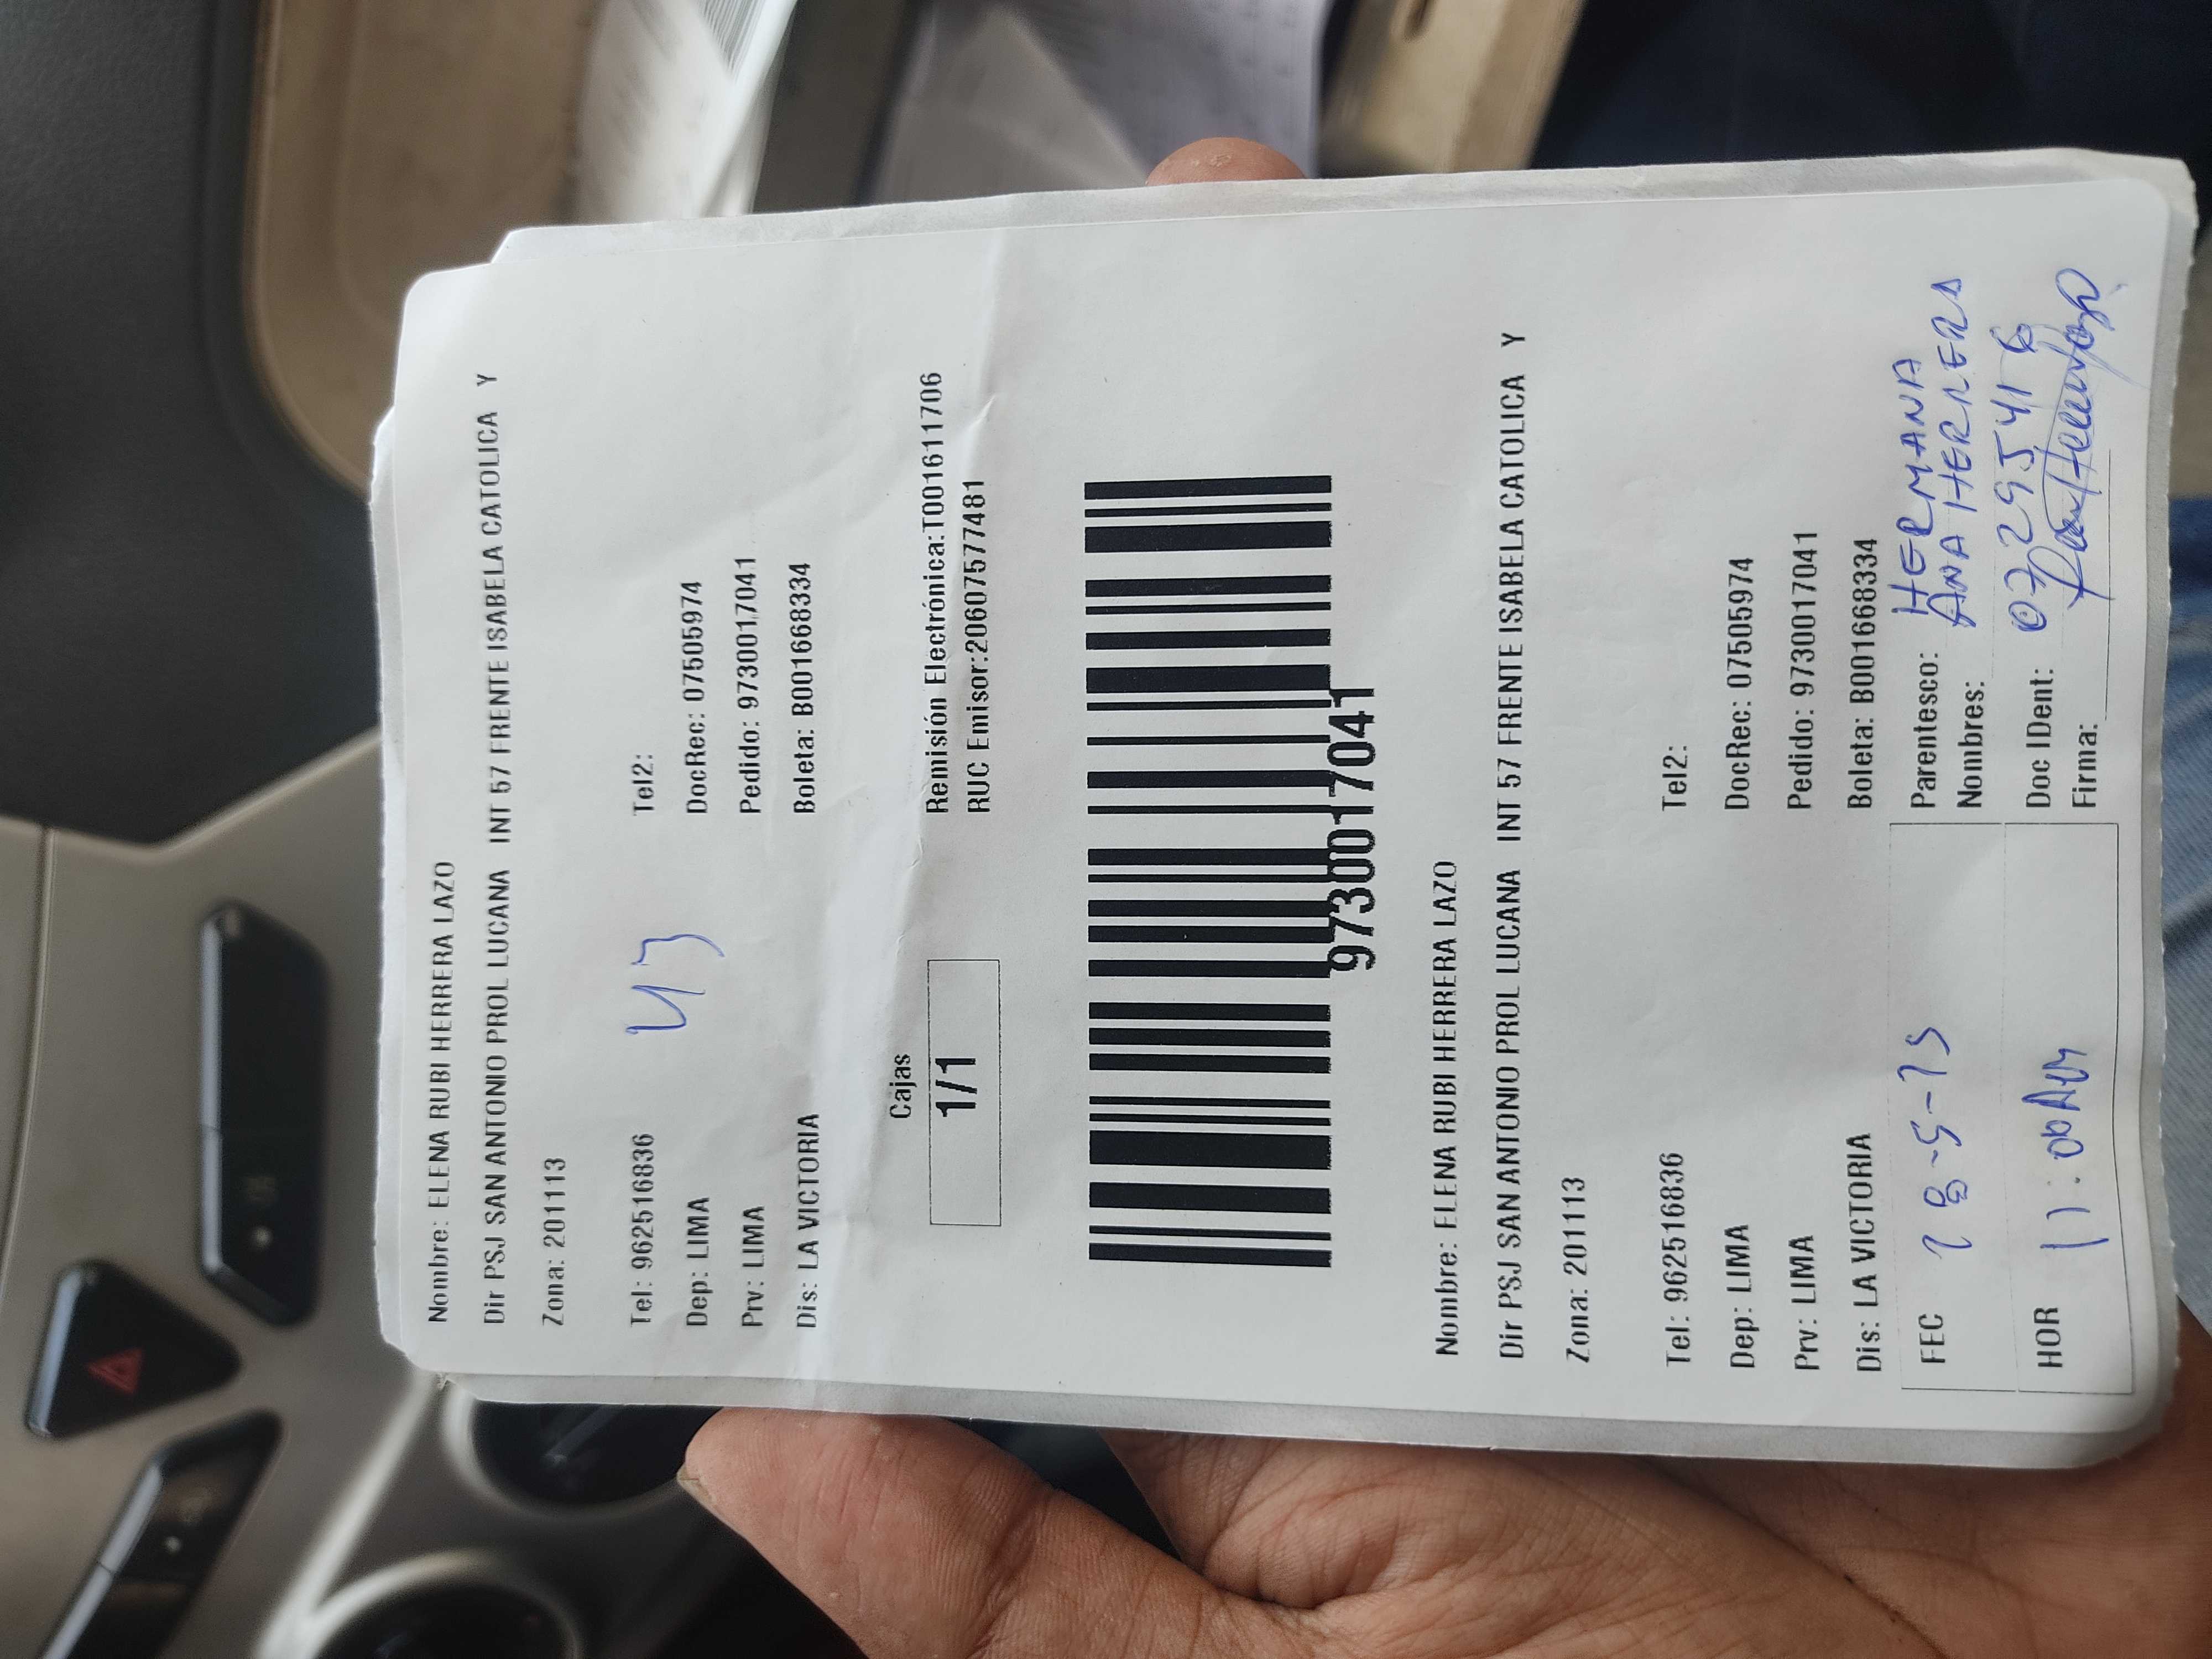 Nombre: ELENA RUBI HERRERA LAZO
Dir PSJ SAN ANTONIO PROL LUCANA INT 57 FRENTE ISABELA CATOLICA Y
Zona: 201113
Tel: 962516836 Tel2:
Dep: LIMA DocRec: 07505974
Prv: LIMA Pedido: 9730017041
Dis: LA VICTORIA Boleta: B001668334
Cajas
1/1
Remisión Electrónica:T001611706
RUC Emisor:20607577481
9730017041
Nombre: ELENA RUBI HERRERA LAZO
Dir PSJ SAN ANTONIO PROL LUCANA INT 57 FRENTE ISABELA CATOLICA Y
Zona: 201113
Tel: 962516836 Tel2:
Dep: LIMA DocRec: 07505974
Prv: LIMA Pedido: 9730017041
Dis: LA VICTORIA Boleta: B001668334
FEC
Parentesco: HERMANA
Nombres: ANA HERRERA
HOR 11:00AM
Doc IDent:
Firma: